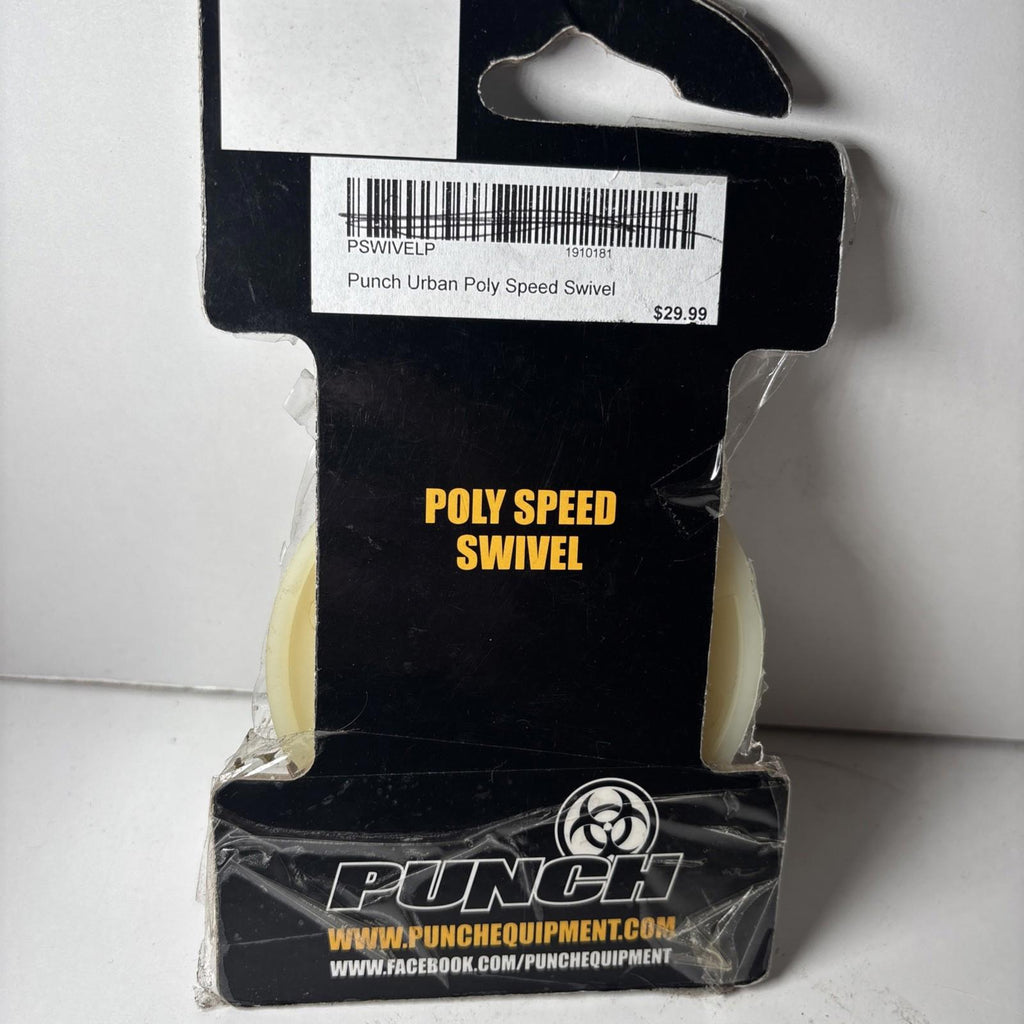 PSWIVELP 1910181
Punch Urban Poly Speed Swivel
$29.99
POLY SPEED
SWIVEL
PUNCH
WWW.PUNCHEQUIPMENT.COM
WWW.FACEBOOK.COM/PUNCHEQUIPMENT